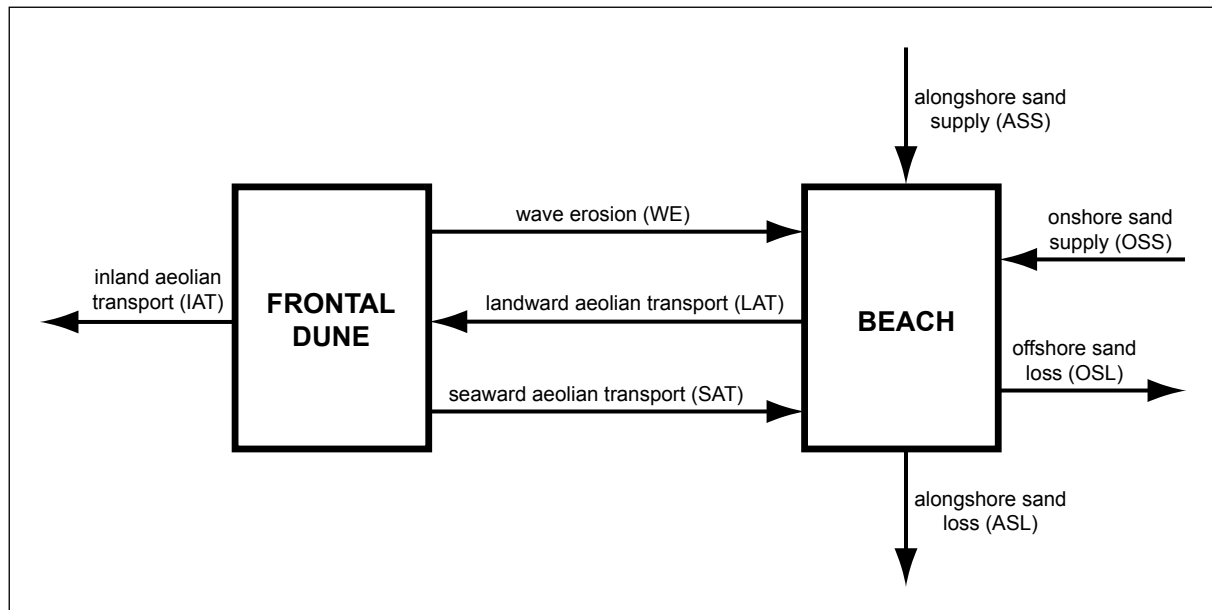 alongshore sand
supply (ASS)
wave erosion (WE)
onshore sand
supply (OSS)
inland aeolian
transport (IAT)
FRONTAL
DUNE
landward aeolian transport (LAT)
BEACH
offshore sand
loss (OSL)
seaward aeolian transport (SAT)
alongshore sand
loss (ASL)